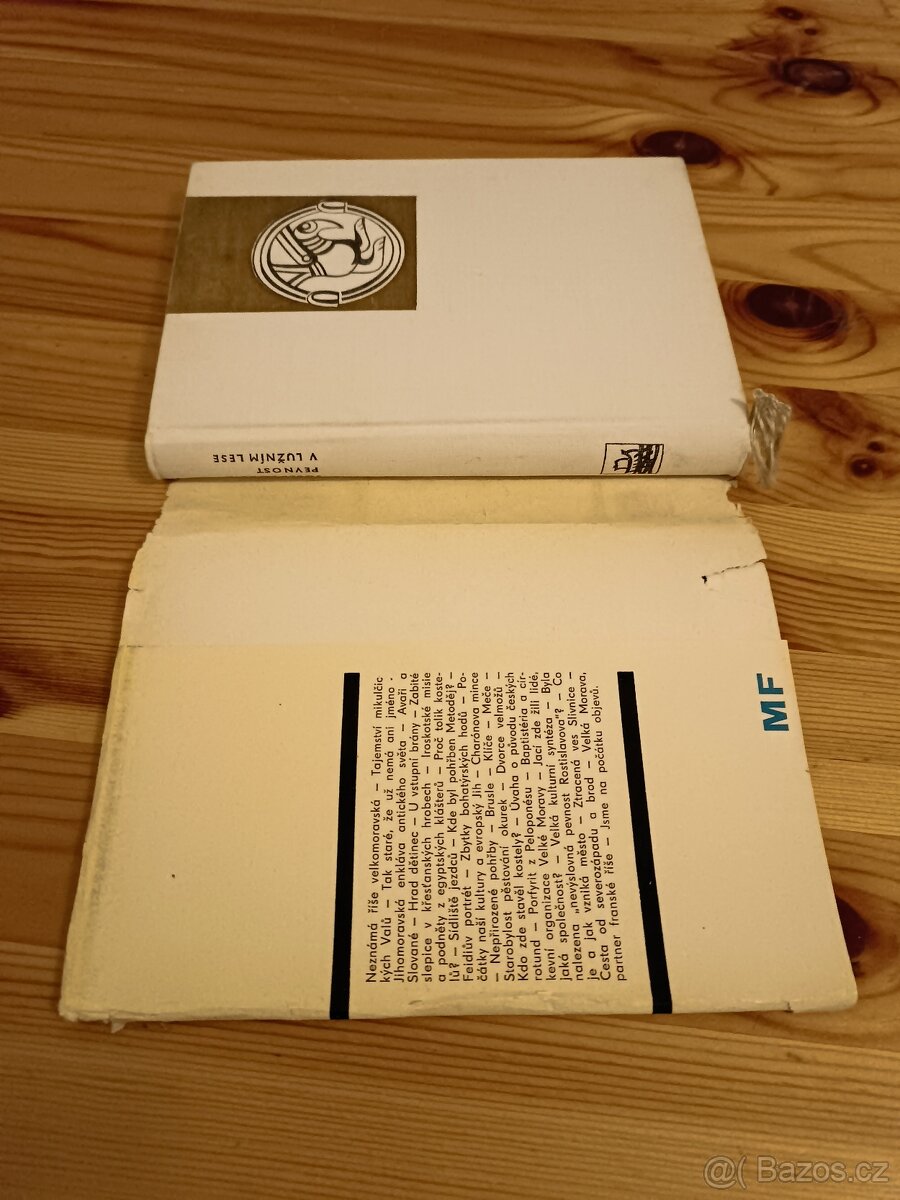 PEVNOST
V LUŽNÍM LESE
Neznámá říše velkomoravská — Tajemství mikulčic
kých Valů — Tak staré, že už nemá ani jméno .
Jihomoravská enkláva antického světa — Avaři a
Slované — Hrad dětinec — U vstupní brány — Zabité
slepice v křesťanských hrobech — Iroskotské misie
a podněty z egyptských klášterů — Proč tolik koste-
lů? — Sídliště jezdců — Kde byl pohřben Metoděj? —
Feidiův portrét — Zbytky bohatýrských hodů — Po-
čátky naší kultury a evropský Jih — Charónova mince
— Nepřirozené pohřby — Brusle — Klíče — Meče —
Starobylost pěstování okurek — Dvorce velmožů —
Kdo zde stavěl kostely? — Úvaha o původu českých
rotund — Porfyrit z Peloponésu — Baptistéria a cír-
kevní organizace Velké Moravy — Jací zde žili lidé,
jaká společnost? — Velká kulturní syntéza — Byla
nalezena „nevýslovná pevnost Rostislavova"? — Co
je a jak vzniká město — Ztracená ves Slivnice —
Cesta od severozápadu a brod — Velká Morava,
partner franské říše — Jsme na počátku objevů.
MF
@( Bazos.cz